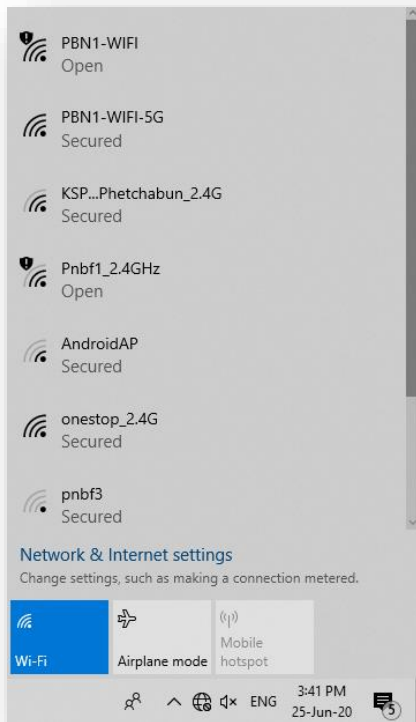 PBN1-WIFI
Open
PBN1-WIFI-5G
Secured
KSP...Phetchabun_2.4G
Secured
Pnbf1_2.4GHz
Open
AndroidAP
Secured
onestop_2.4G
Secured
pnbf3
Secured
Network & Internet settings
Change settings, such as making a connection metered.
Wi-Fi
Airplane mode
Mobile
hotspot
ENG
3:41 PM
25-Jun-20
5